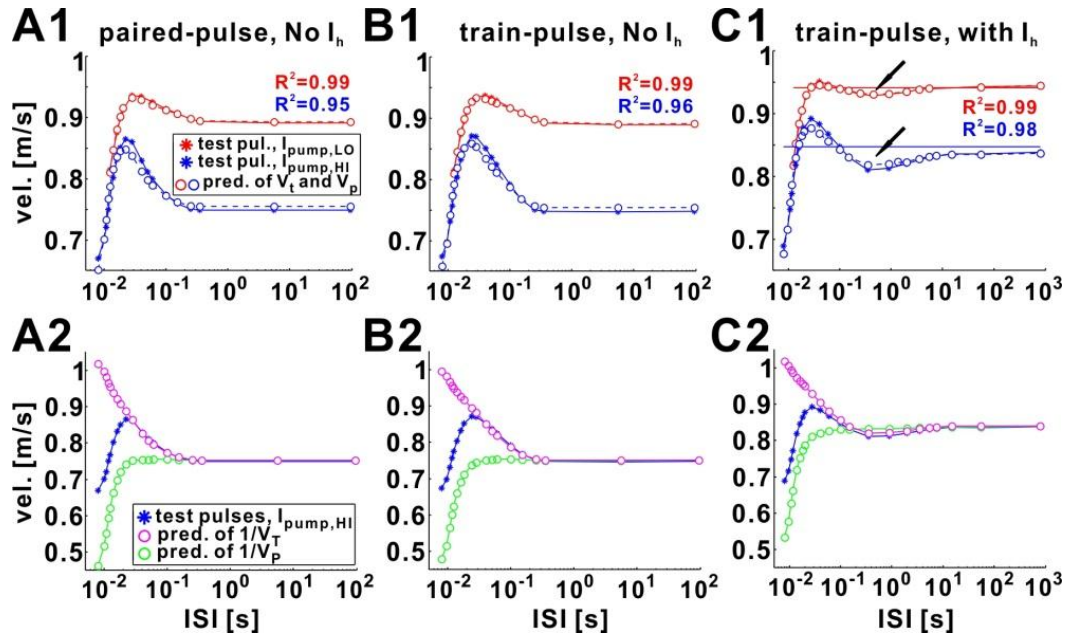 A1 paired-pulse, No Ih
B1 train-pulse, No Ih
C1 train-pulse, with Ih
vel. [m/s]
1
0.9
0.8
0.7
R²=0.99
R²=0.95
test pul., Ipump,LO
test pul., Ipump,HI
pred. of Vt and Vp
10-2 10-1 100 101 102
1
0.9
0.8
0.7
R²=0.99
R²=0.96
10-2 10-1 100 101 102
1
0.9
0.8
0.7
R²=0.99
R²=0.98
10-2 10-1 100 101 102 103
A2
B2
C2
vel. [m/s]
1
0.9
0.8
0.7
0.6
0.5
test pulses, Ipump,HI
pred. of 1/VT
pred. of 1/VP
10-2 10-1 100 101 102
ISI [s]
1
0.9
0.8
0.7
0.6
0.5
10-2 10-1 100 101 102
ISI [s]
1
0.9
0.8
0.7
0.6
0.5
10-2 10-1 100 101 102 103
ISI [s]